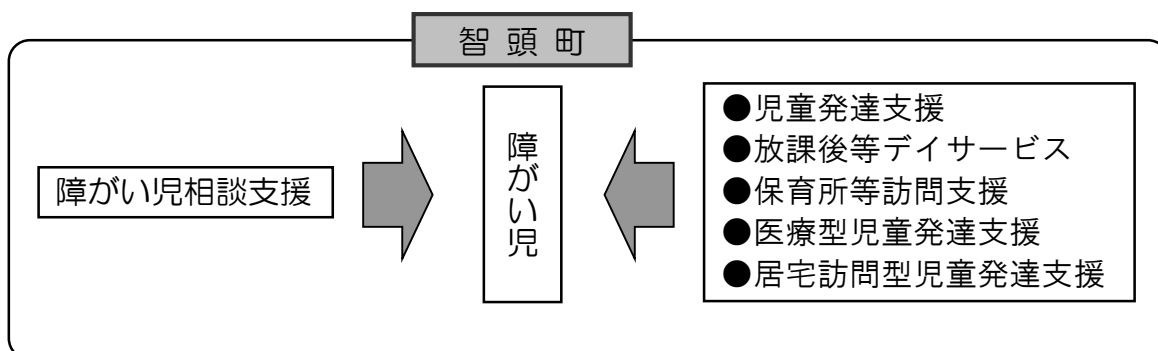 智頭町
障がい児相談支援
障がい児
●児童発達支援
●放課後等デイサービス
●保育所等訪問支援
●医療型児童発達支援
●居宅訪問型児童発達支援